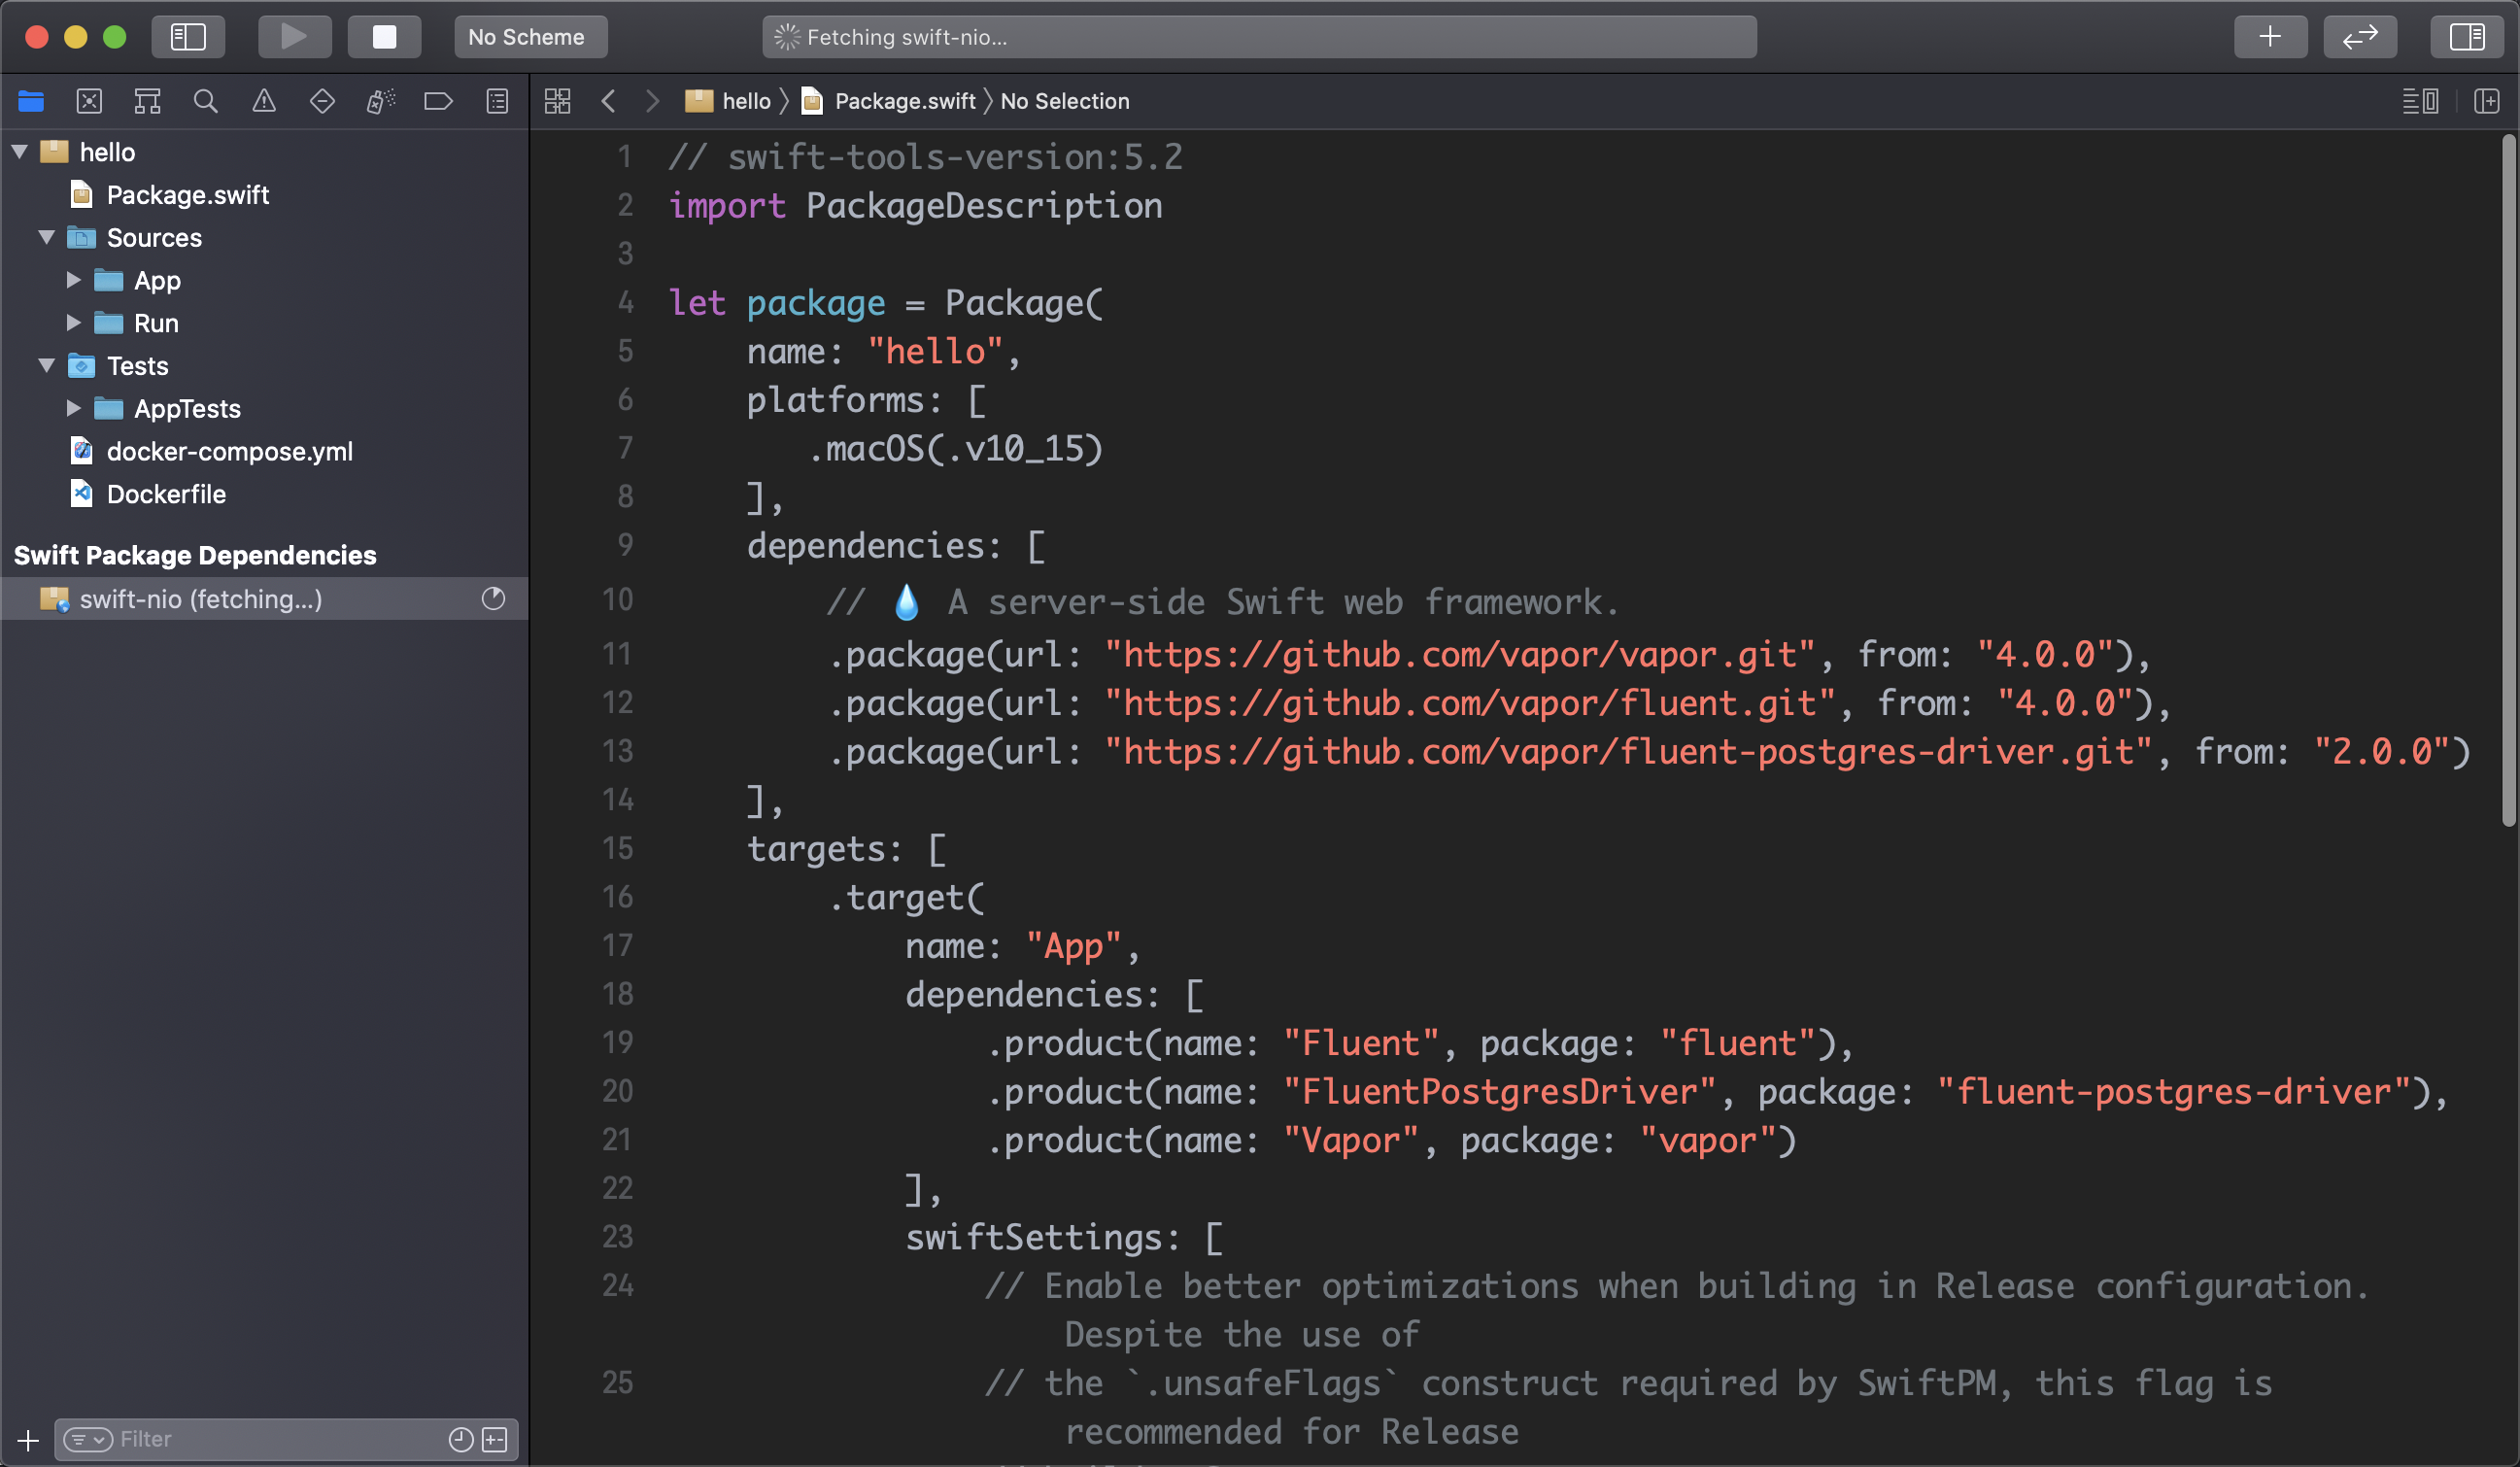 No Scheme
Fetching swift-nio...
hello
Package.swift
No Selection
hello
Package.swift
Sources
App
Run
Tests
AppTests
docker-compose.yml
Dockerfile
Swift Package Dependencies
swift-nio (fetching...)
Filter
1 // swift-tools-version:5.2
2 import PackageDescription
3
4 let package = Package(
5     name: "hello",
6     platforms: [
7        .macOS(.v10_15)
8     ],
9     dependencies: [
10         // 💧 A server-side Swift web framework.
11         .package(url: "https://github.com/vapor/vapor.git", from: "4.0.0"),
12         .package(url: "https://github.com/vapor/fluent.git", from: "4.0.0"),
13         .package(url: "https://github.com/vapor/fluent-postgres-driver.git", from: "2.0.0")
14     ],
15     targets: [
16         .target(
17             name: "App",
18             dependencies: [
19                 .product(name: "Fluent", package: "fluent"),
20                 .product(name: "FluentPostgresDriver", package: "fluent-postgres-driver"),
21                 .product(name: "Vapor", package: "vapor")
22             ],
23             swiftSettings: [
24                 // Enable better optimizations when building in Release configuration.
Despite the use of
25                 // the `.unsafeFlags` construct required by SwiftPM, this flag is
recommended for Release